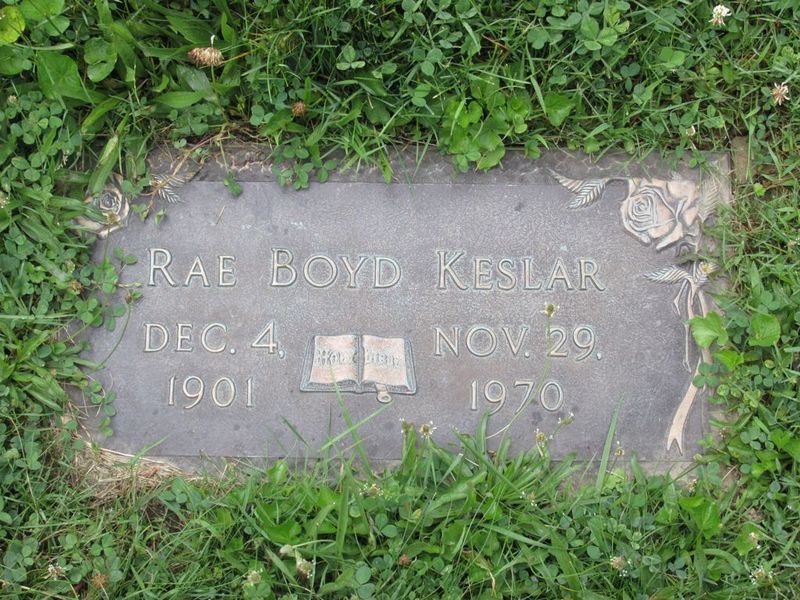 RAE BOYD KESLAR
DEC. 4,
1901
Holy Bible
NOV. 29,
1970